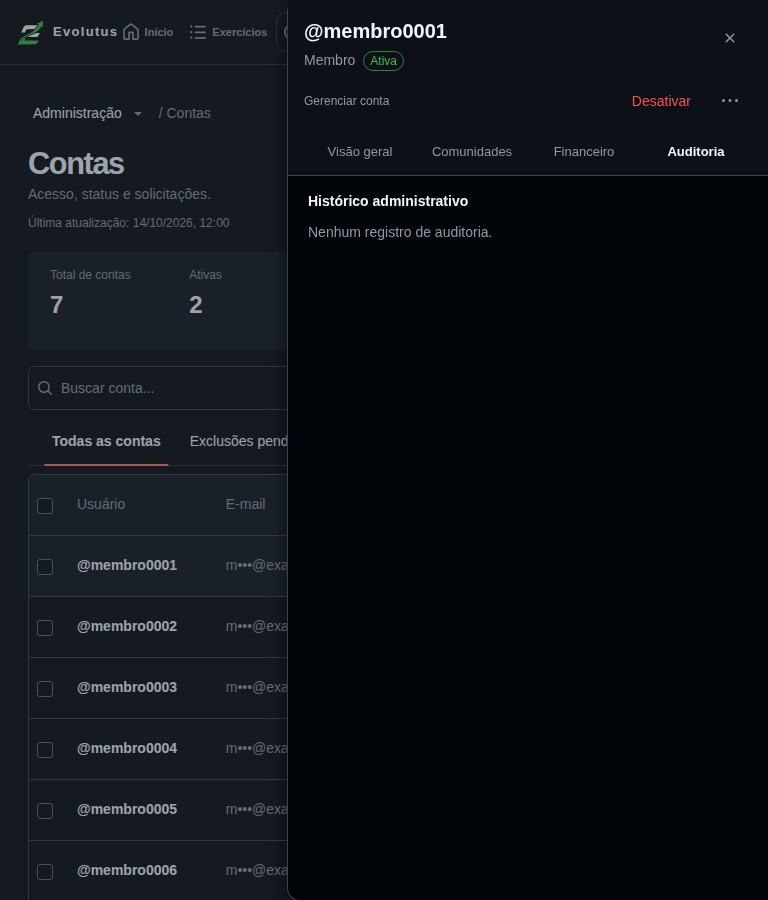 Evolutus
Início
Exercícios
Administração
/ Contas
Contas
Acesso, status e solicitações.
Última atualização: 14/10/2026, 12:00
Total de contas
Ativas
7
2
Buscar conta...
Todas as contas
Exclusões pend
Usuário
E-mail
@membro0001
m•••@exa
@membro0002
m•••@exa
@membro0003
m•••@exa
@membro0004
m•••@exa
@membro0005
m•••@exa
@membro0006
m•••@exa
@membro0001
Membro
Ativa
Gerenciar conta
Desativar
Visão geral
Comunidades
Financeiro
Auditoria
Histórico administrativo
Nenhum registro de auditoria.